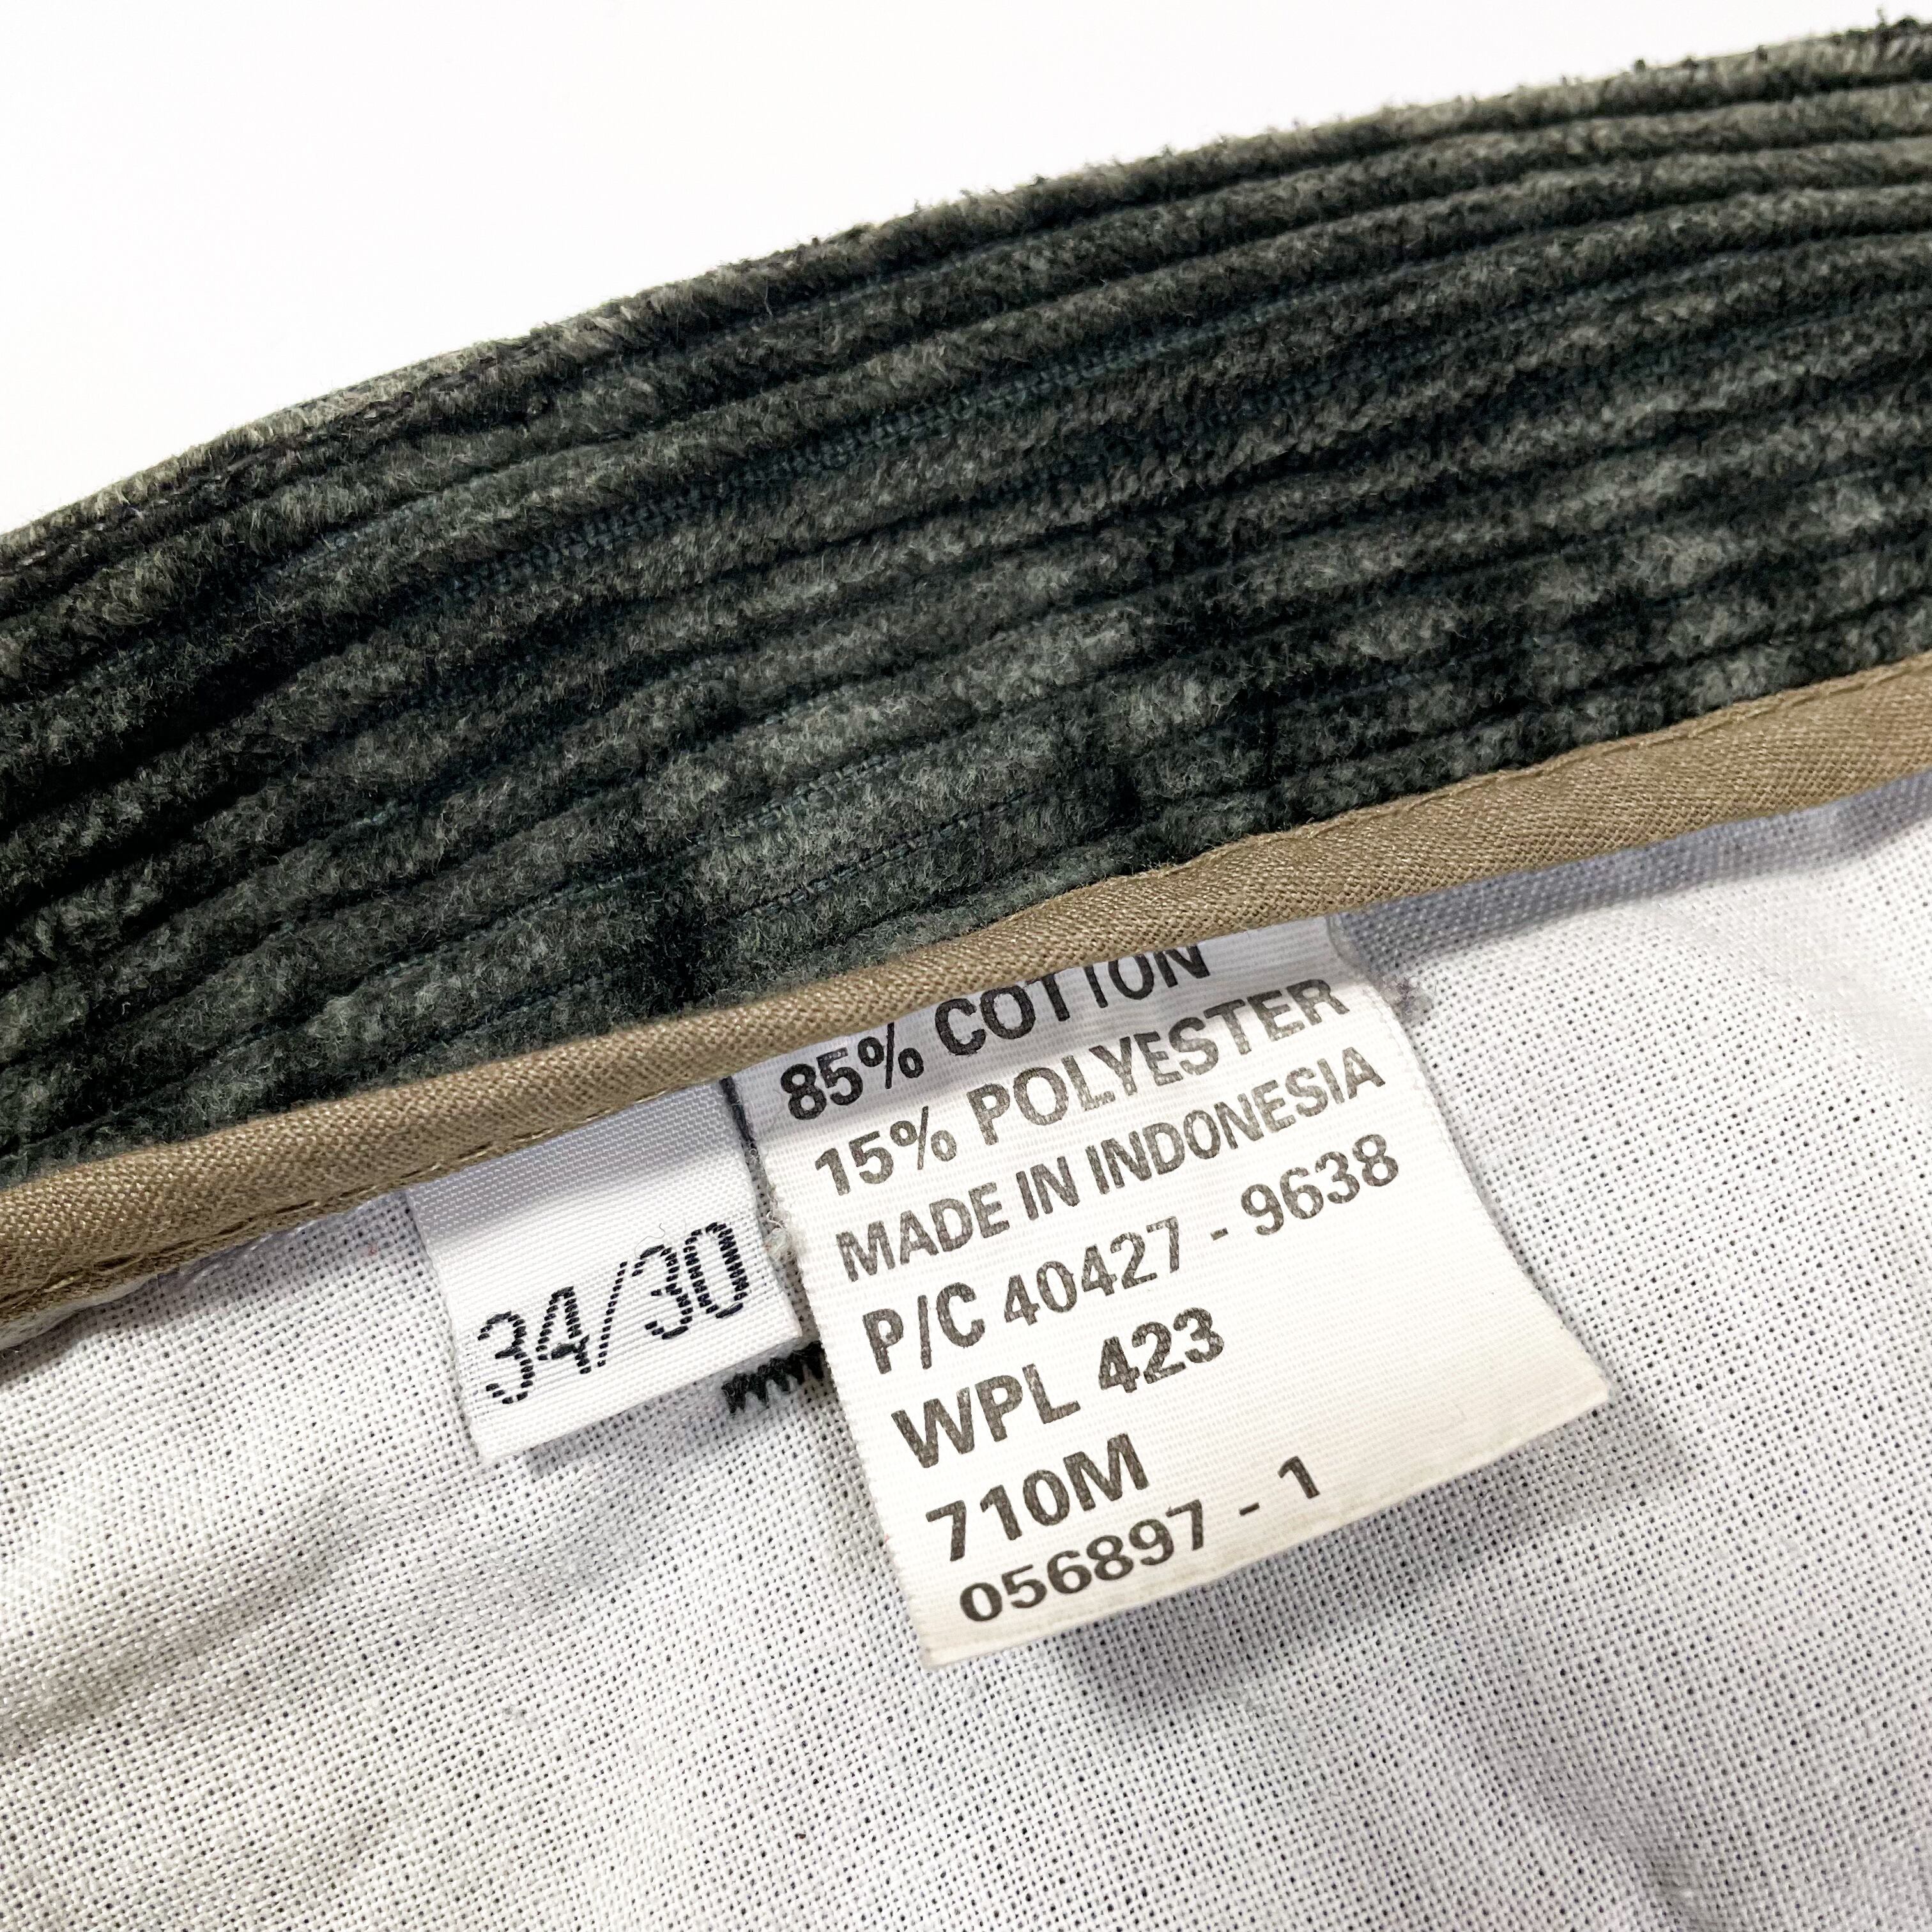 85% COTTON
15% POLYESTER
MADE IN INDONESIA
P/C 40427 - 9638
WPL 423
710M
056897 - 1
34/30